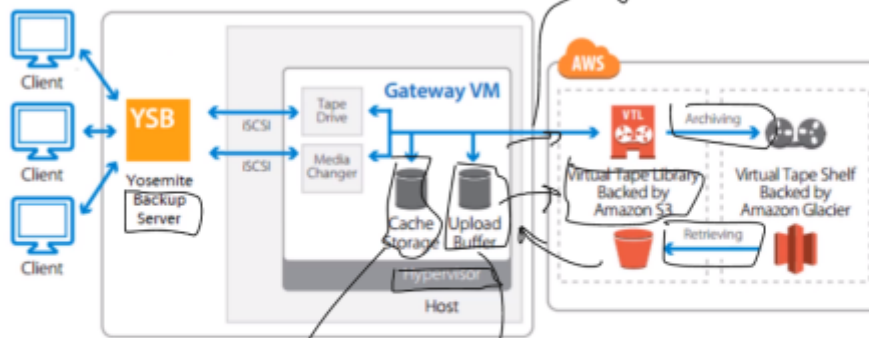 Client
Client
Client
YSB
Yosemite
Backup
Server
iSCSI
iSCSI
Gateway VM
Tape
Drive
Media
Changer
Cache
Storage
Upload
Buffer
Hypervisor
Host
AWS
VTL
Archiving
Virtual Tape Library
Backed by
Amazon S3
Virtual Tape Shelf
Backed by
Amazon Glacier
Retrieving